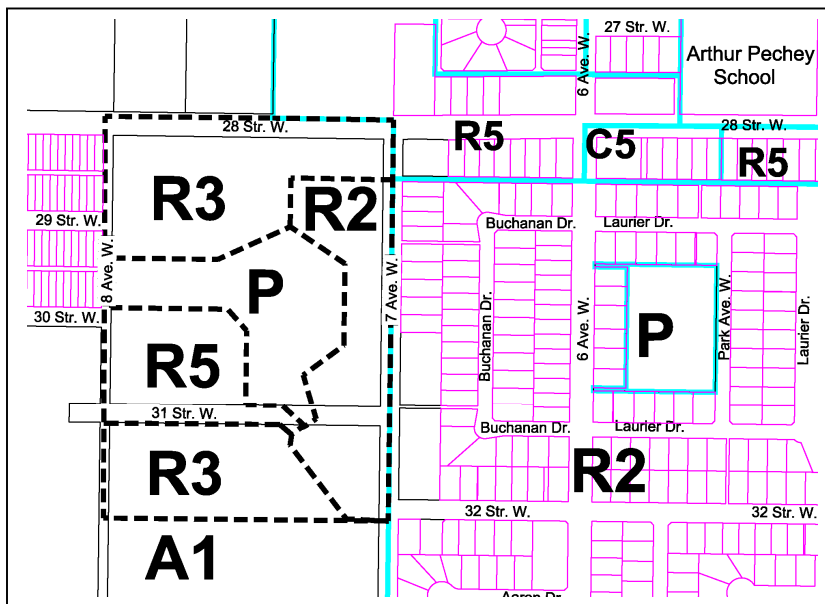 27 Str. W.
6 Ave. W.
Arthur Pechey
School
28 Str. W.
28 Str. W.
R5
C5
R5
R3
R2
29 Str. W.
Buchanan Dr.
Laurier Dr.
8 Ave. W.
P
7 Ave. W.
30 Str. W.
Buchanan Dr.
6 Ave. W.
P
Park Ave. W.
Laurier Dr.
R5
31 Str. W.
Buchanan Dr.
Laurier Dr.
R3
R2
32 Str. W.
32 Str. W.
A1
Aaron Dr.